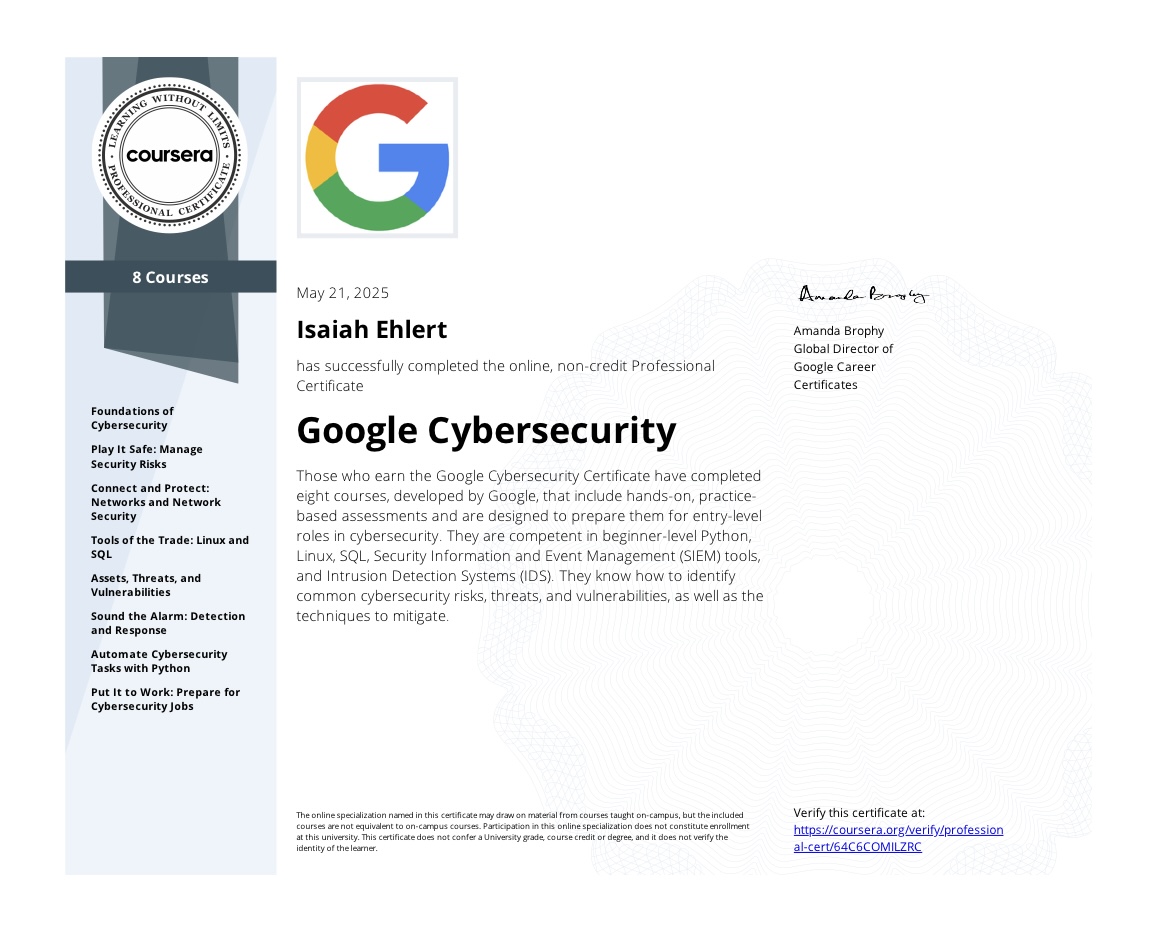 LEARNING WITHOUT LIMITS
coursera
PROFESSIONAL CERTIFICATE
8 Courses
Foundations of
Cybersecurity
Play It Safe: Manage
Security Risks
Connect and Protect:
Networks and Network
Security
Tools of the Trade: Linux and
SQL
Assets, Threats, and
Vulnerabilities
Sound the Alarm: Detection
and Response
Automate Cybersecurity
Tasks with Python
Put It to Work: Prepare for
Cybersecurity Jobs
G
May 21, 2025
Isaiah Ehlert
has successfully completed the online, non-credit Professional
Certificate
Google Cybersecurity
Those who earn the Google Cybersecurity Certificate have completed
eight courses, developed by Google, that include hands-on, practice-
based assessments and are designed to prepare them for entry-level
roles in cybersecurity. They are competent in beginner-level Python,
Linux, SQL, Security Information and Event Management (SIEM) tools,
and Intrusion Detection Systems (IDS). They know how to identify
common cybersecurity risks, threats, and vulnerabilities, as well as the
techniques to mitigate.
Amanda Brophy
Amanda Brophy
Global Director of
Google Career
Certificates
The online specialization named in this certificate may draw on material from courses taught on-campus, but the included
courses are not equivalent to on-campus courses. Participation in this online specialization does not constitute enrollment
at this university. This certificate does not confer a University grade, course credit or degree, and it does not verify the
identity of the learner.
Verify this certificate at:
https://coursera.org/verify/profession
al-cert/64C6COMILZRC